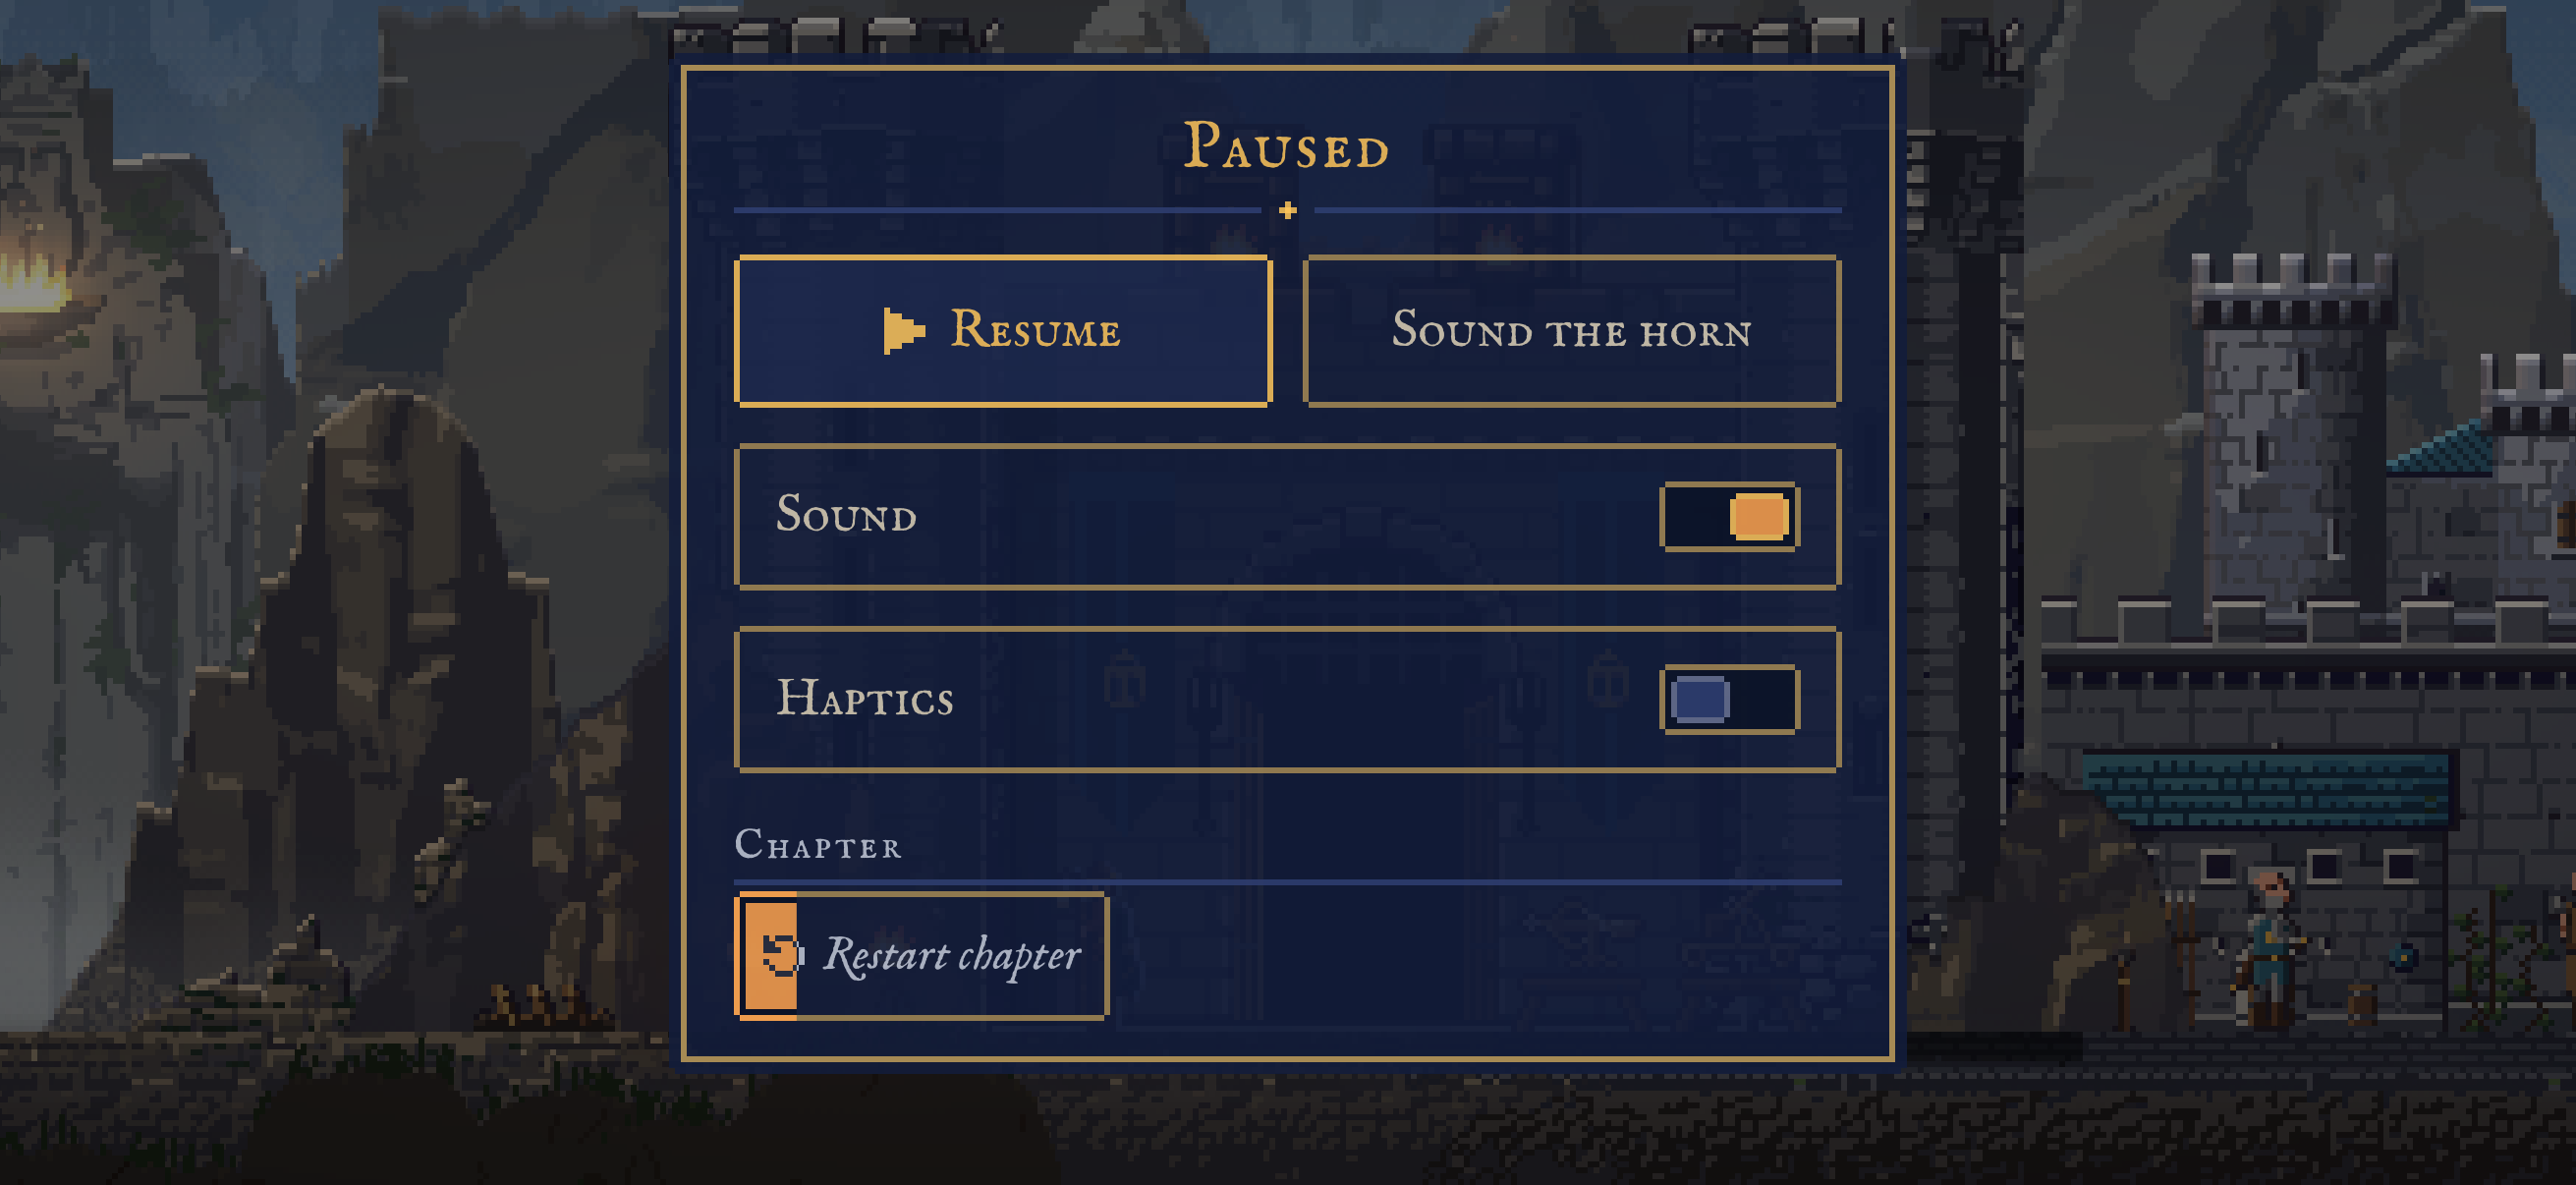 Paused
Resume
Sound the horn
Sound
Haptics
Chapter
Restart chapter